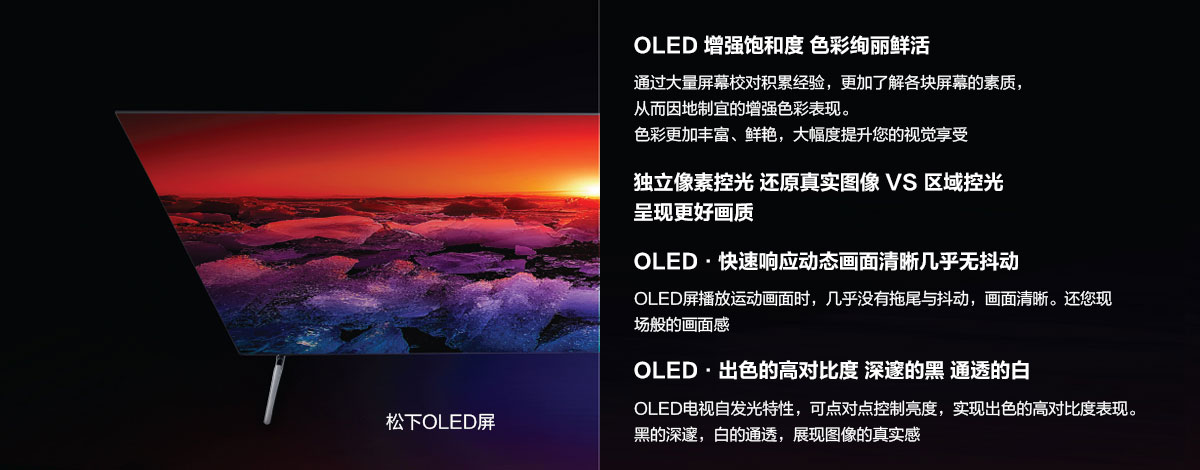 松下OLED屏
OLED 增强饱和度 色彩绚丽鲜活
通过大量屏幕校对积累经验，更加了解各块屏幕的素质，
从而因地制宜的增强色彩表现。
色彩更加丰富、鲜艳，大幅度提升您的视觉享受
独立像素控光 还原真实图像 VS 区域控光
呈现更好画质
OLED · 快速响应动态画面清晰几乎无抖动
OLED屏播放运动画面时，几乎没有拖尾与抖动，画面清晰。还您现
场般的画面感
OLED · 出色的高对比度 深邃的黑 通透的白
OLED电视自发光特性，可点对点控制亮度，实现出色的高对比度表现。
黑的深邃，白的通透，展现图像的真实感